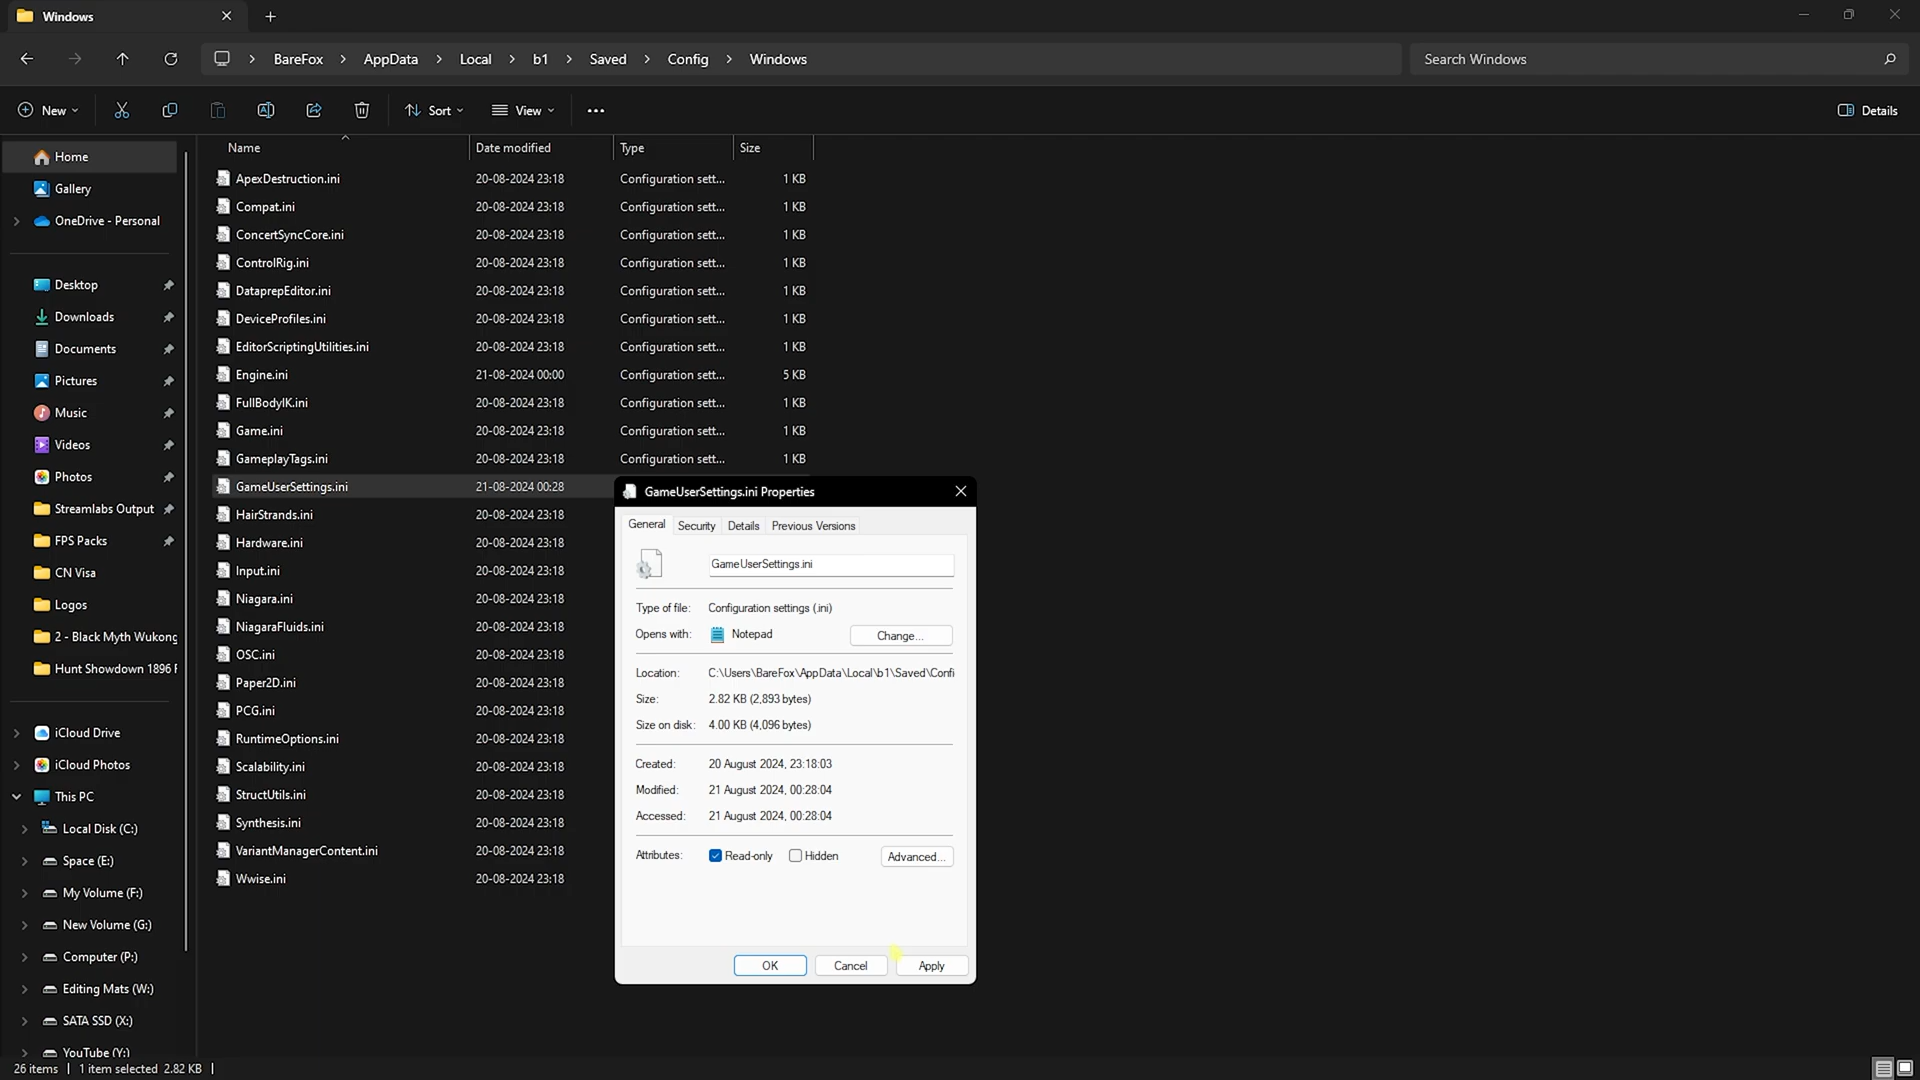 Windows
BareFox > AppData > Local > b1 > Saved > Config > Windows
Search Windows
New
Sort
View
Details
Name Date modified Type Size
Home
Gallery
OneDrive - Personal
Desktop
Downloads
Documents
Pictures
Music
Videos
Photos
Streamlabs Output
FPS Packs
CN Visa
Logos
2 - Black Myth Wukong
Hunt Showdown 1896 F
iCloud Drive
iCloud Photos
This PC
Local Disk (C:)
Space (E:)
My Volume (F:)
New Volume (G:)
Computer (P:)
Editing Mats (W:)
SATA SSD (X:)
YouTube (Y:)
ApexDestruction.ini 20-08-2024 23:18 Configuration sett... 1 KB
Compat.ini 20-08-2024 23:18 Configuration sett... 1 KB
ConcertSyncCore.ini 20-08-2024 23:18 Configuration sett... 1 KB
ControlRig.ini 20-08-2024 23:18 Configuration sett... 1 KB
DataprepEditor.ini 20-08-2024 23:18 Configuration sett... 1 KB
DeviceProfiles.ini 20-08-2024 23:18 Configuration sett... 1 KB
EditorScriptingUtilities.ini 20-08-2024 23:18 Configuration sett... 1 KB
Engine.ini 21-08-2024 00:00 Configuration sett... 5 KB
FullBodyIK.ini 20-08-2024 23:18 Configuration sett... 1 KB
Game.ini 20-08-2024 23:18 Configuration sett... 1 KB
GameplayTags.ini 20-08-2024 23:18 Configuration sett... 1 KB
GameUserSettings.ini 21-08-2024 00:28
HairStrands.ini 20-08-2024 23:18
Hardware.ini 20-08-2024 23:18
Input.ini 20-08-2024 23:18
Niagara.ini 20-08-2024 23:18
NiagaraFluids.ini 20-08-2024 23:18
OSC.ini 20-08-2024 23:18
Paper2D.ini 20-08-2024 23:18
PCG.ini 20-08-2024 23:18
RuntimeOptions.ini 20-08-2024 23:18
Scalability.ini 20-08-2024 23:18
StructUtils.ini 20-08-2024 23:18
Synthesis.ini 20-08-2024 23:18
VariantManagerContent.ini 20-08-2024 23:18
Wwise.ini 20-08-2024 23:18
GameUserSettings.ini Properties
General Security Details Previous Versions
GameUserSettings.ini
Type of file: Configuration settings (.ini)
Opens with: Notepad Change...
Location: C:\Users\BareFox\AppData\Local\b1\Saved\Confi
Size: 2.82 KB (2,893 bytes)
Size on disk: 4.00 KB (4,096 bytes)
Created: 20 August 2024, 23:18:03
Modified: 21 August 2024, 00:28:04
Accessed: 21 August 2024, 00:28:04
Attributes: Read-only Hidden Advanced...
OK Cancel Apply
26 items | 1 item selected 2.82 KB |